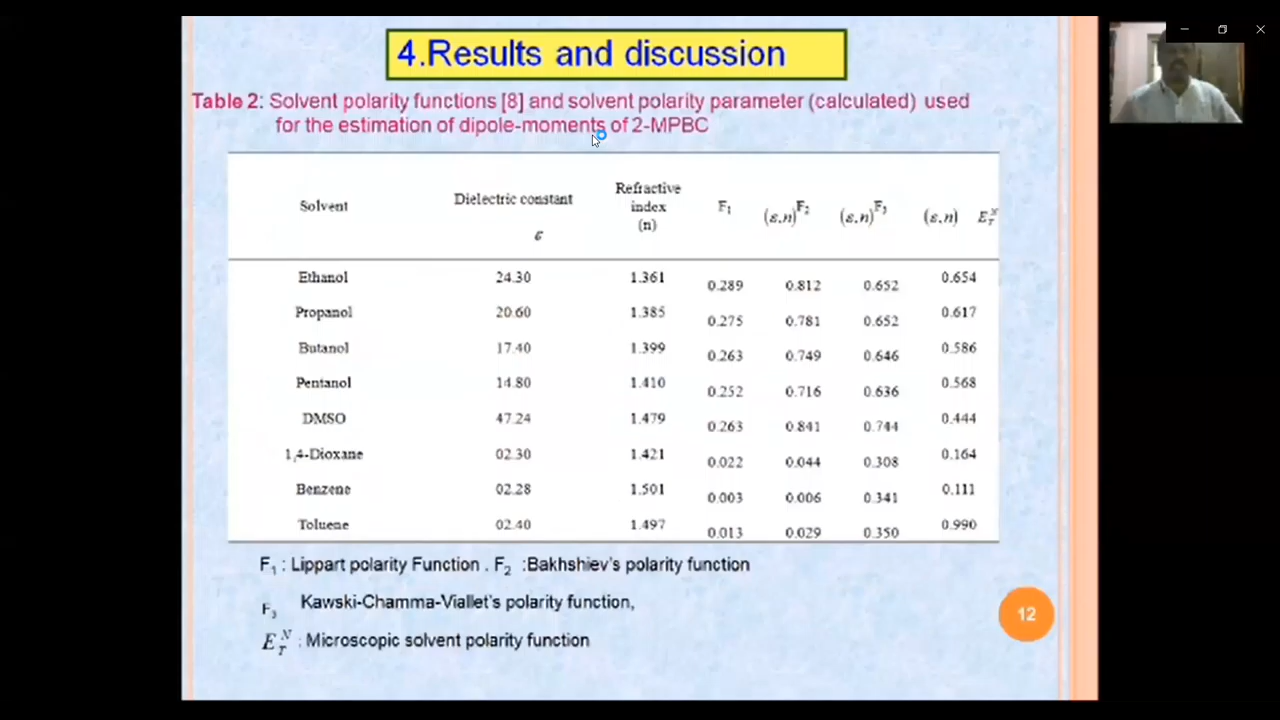 4.Results and discussion
Table 2: Solvent polarity functions [8] and solvent polarity parameter (calculated) used
for the estimation of dipole-moments of 2-MPBC
Solvent Dielectric constant ε Refractive index (n) F1 (ε,n) F2 (ε,n) F3 (ε,n) E_T^N
Ethanol 24.30 1.361 0.289 0.812 0.652 0.654
Propanol 20.60 1.385 0.275 0.781 0.652 0.617
Butanol 17.40 1.399 0.263 0.749 0.646 0.586
Pentanol 14.80 1.410 0.252 0.716 0.636 0.568
DMSO 47.24 1.479 0.263 0.841 0.744 0.444
1,4-Dioxane 02.30 1.421 0.022 0.044 0.308 0.164
Benzene 02.28 1.501 0.003 0.006 0.341 0.111
Toluene 02.40 1.497 0.013 0.029 0.350 0.990
F1 : Lippart polarity Function . F2 :Bakhshiev's polarity function
F3 Kawski-Chamma-Viallet's polarity function,
E_T^N : Microscopic solvent polarity function
12